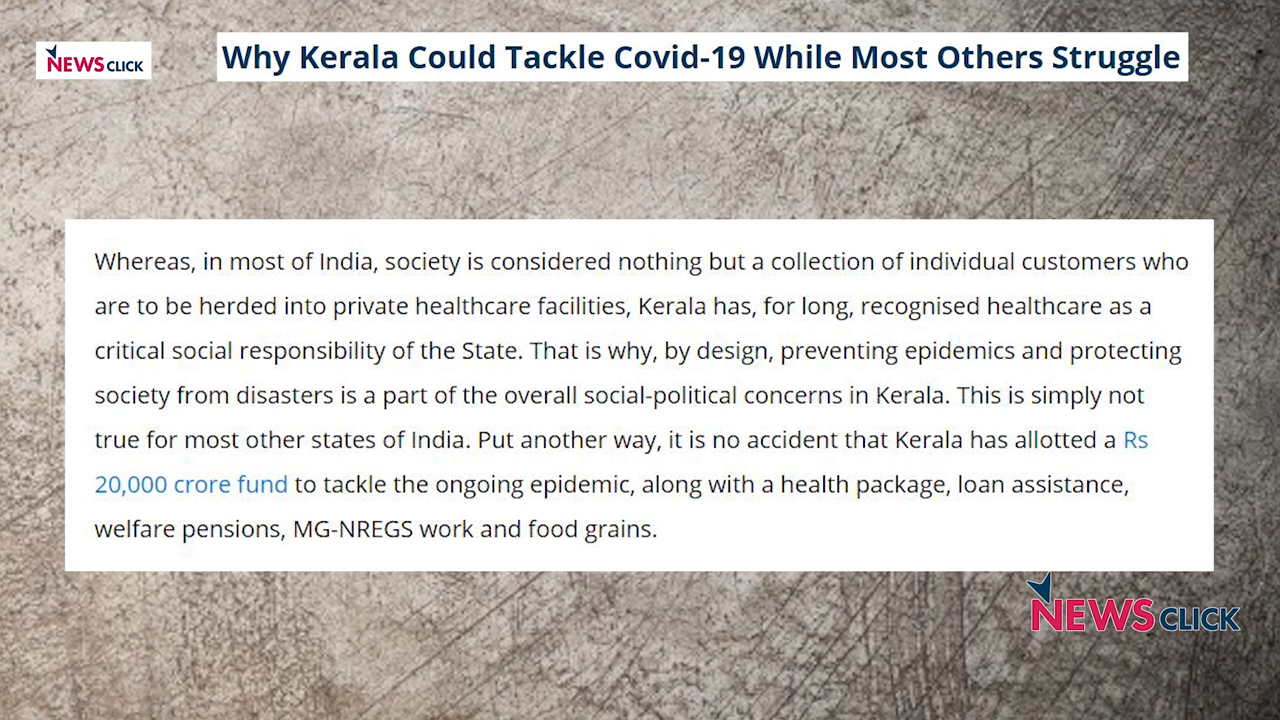 NEWS CLICK
Why Kerala Could Tackle Covid-19 While Most Others Struggle
Whereas, in most of India, society is considered nothing but a collection of individual customers who
are to be herded into private healthcare facilities, Kerala has, for long, recognised healthcare as a
critical social responsibility of the State. That is why, by design, preventing epidemics and protecting
society from disasters is a part of the overall social-political concerns in Kerala. This is simply not
true for most other states of India. Put another way, it is no accident that Kerala has allotted a Rs
20,000 crore fund to tackle the ongoing epidemic, along with a health package, loan assistance,
welfare pensions, MG-NREGS work and food grains.
NEWS CLICK